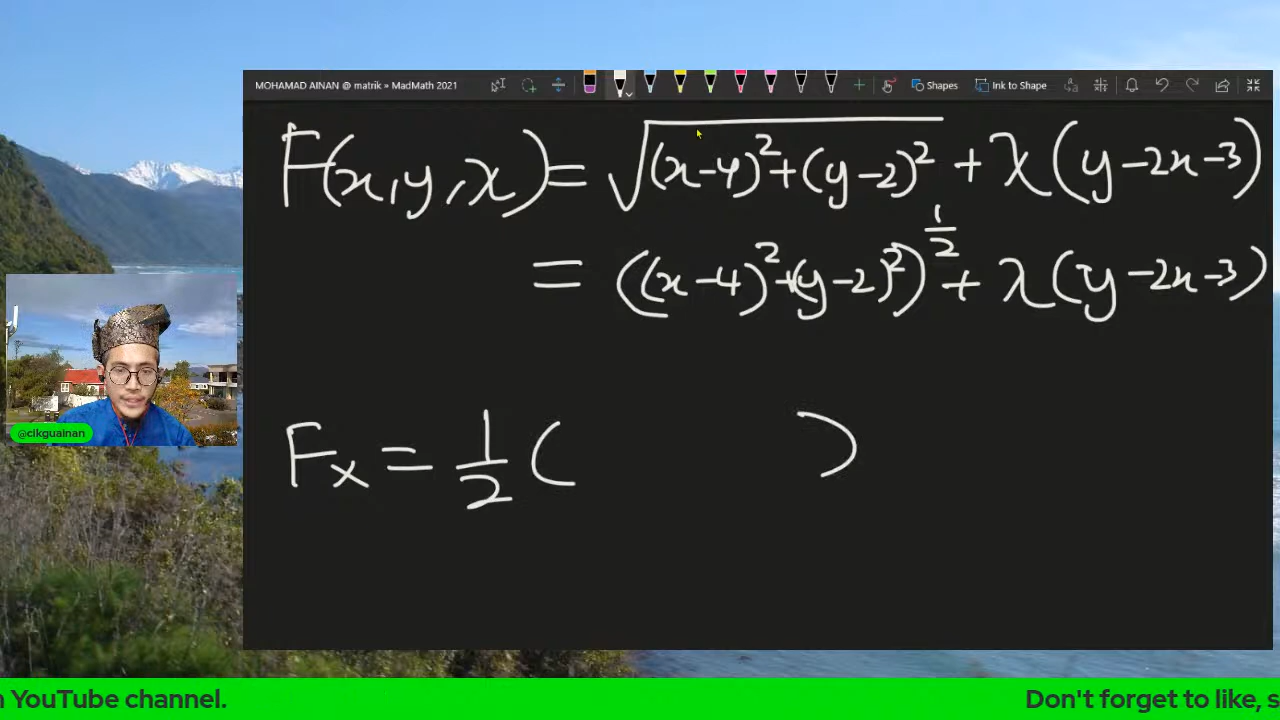 MOHAMAD AINAN @ matrik » MadMath 2021
Shapes
Ink to Shape
F(x,y,λ) = √((x-4)²+(y-2)²) + λ(y-2x-3)
= ((x-4)²+(y-2)²)^1/2 + λ(y-2x-3)
Fx = 1/2 ( )
@cikguainan
n YouTube channel.
Don't forget to like, s